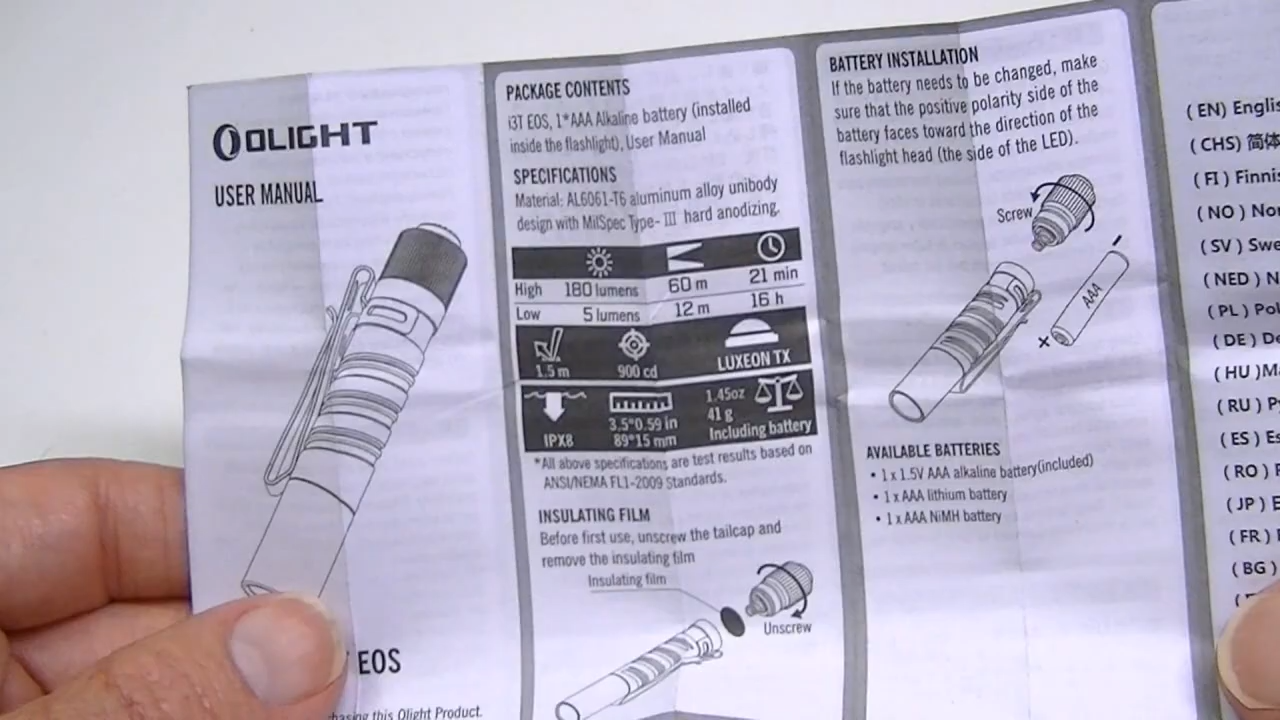 OLIGHT
USER MANUAL
EOS
this Olight Product.
PACKAGE CONTENTS
i3T EOS, 1*AAA Alkaline battery (installed
inside the flashlight), User Manual
SPECIFICATIONS
Material: AL6061-T6 aluminum alloy unibody
design with MilSpec Type- III hard anodizing.
High 180 lumens 60 m 21 min
Low 5 lumens 12 m 16 h
1.5 m 900 cd LUXEON TX
IPX8
3.5*0.59 in
89*15 mm
1.45oz
41 g
Including battery
*All above specifications are test results based on
ANSI/NEMA FL1-2009 Standards.
INSULATING FILM
Before first use, unscrew the tailcap and
remove the insulating film
Insulating film
Unscrew
BATTERY INSTALLATION
If the battery needs to be changed, make
sure that the positive polarity side of the
battery faces toward the direction of the
flashlight head (the side of the LED).
Screw
AAA
AVAILABLE BATTERIES
• 1 x 1.5V AAA alkaline battery(included)
• 1 x AAA lithium battery
• 1 x AAA NiMH battery
( EN) Englis
( CHS) 简体
( FI ) Finnis
( NO ) Nor
( SV ) Swe
( NED ) N
( PL ) Pol
( DE ) De
( HU )Ma
( RU )
( ES ) Es
( RO )
( JP )
( FR )
( BG )